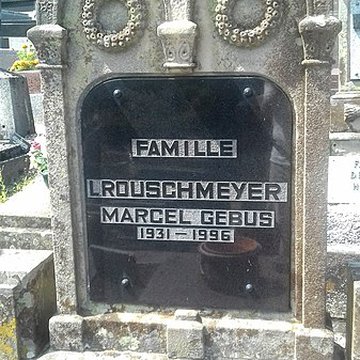 FAMILLE
L.ROUSCHMEYER
MARCEL GEBUS
1931-1996